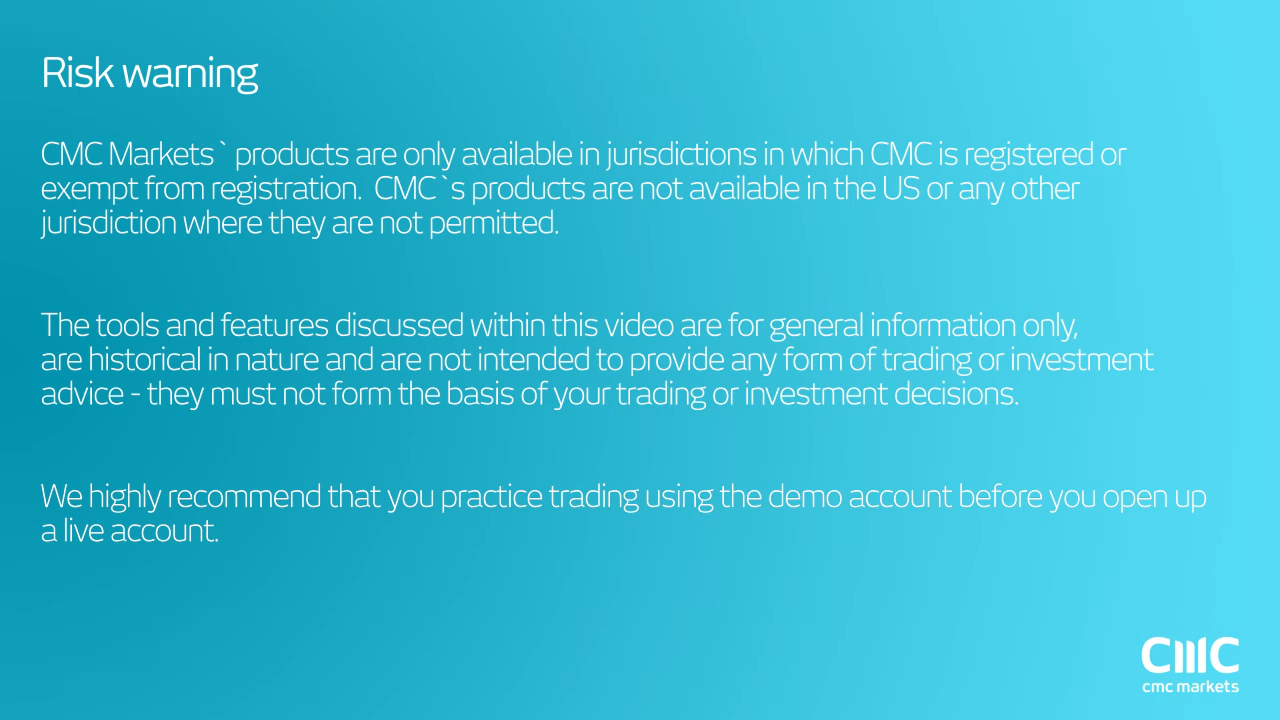 Risk warning
CMC Markets` products are only available in jurisdictions in which CMC is registered or
exempt from registration.  CMC`s products are not available in the US or any other
jurisdiction where they are not permitted.
The tools and features discussed within this video are for general information only,
are historical in nature and are not intended to provide any form of trading or investment
advice - they must not form the basis of your trading or investment decisions.
We highly recommend that you practice trading using the demo account before you open up
a live account.
CMC
cmc markets